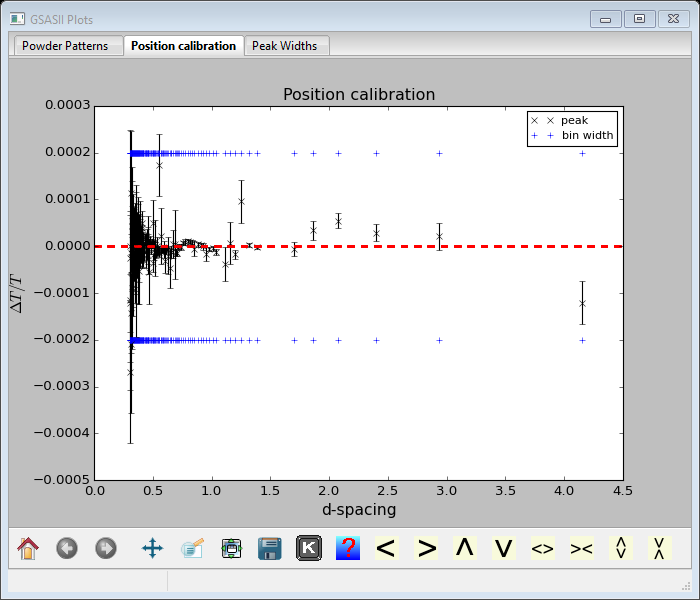 GSASII Plots
Powder Patterns Position calibration Peak Widths
Position calibration
0.0003
0.0002
0.0001
0.0000
−0.0001
−0.0002
−0.0003
−0.0004
−0.0005
ΔT/T
peak
bin width
0.0 0.5 1.0 1.5 2.0 2.5 3.0 3.5 4.0 4.5
d-spacing
K ? < > Λ V <> ><